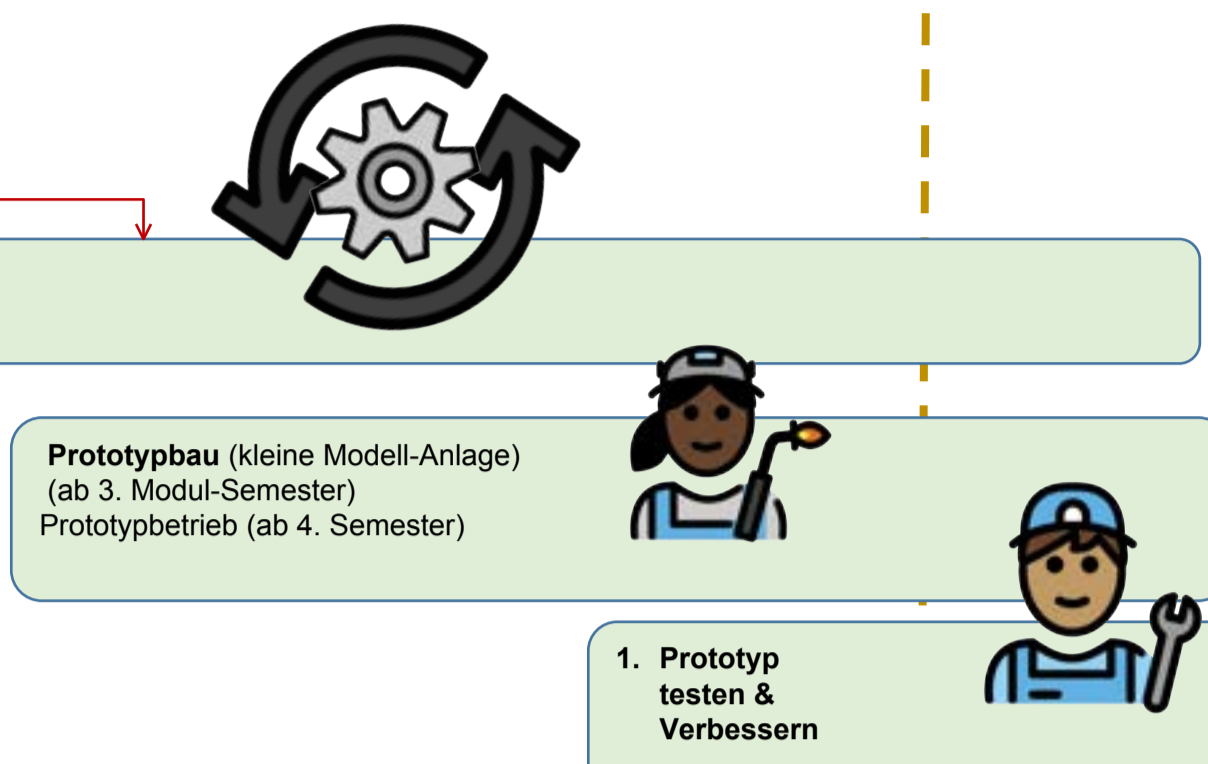 Prototypbau (kleine Modell-Anlage)
(ab 3. Modul-Semester)
Prototypbetrieb (ab 4. Semester)
1. Prototyp
testen &
Verbessern